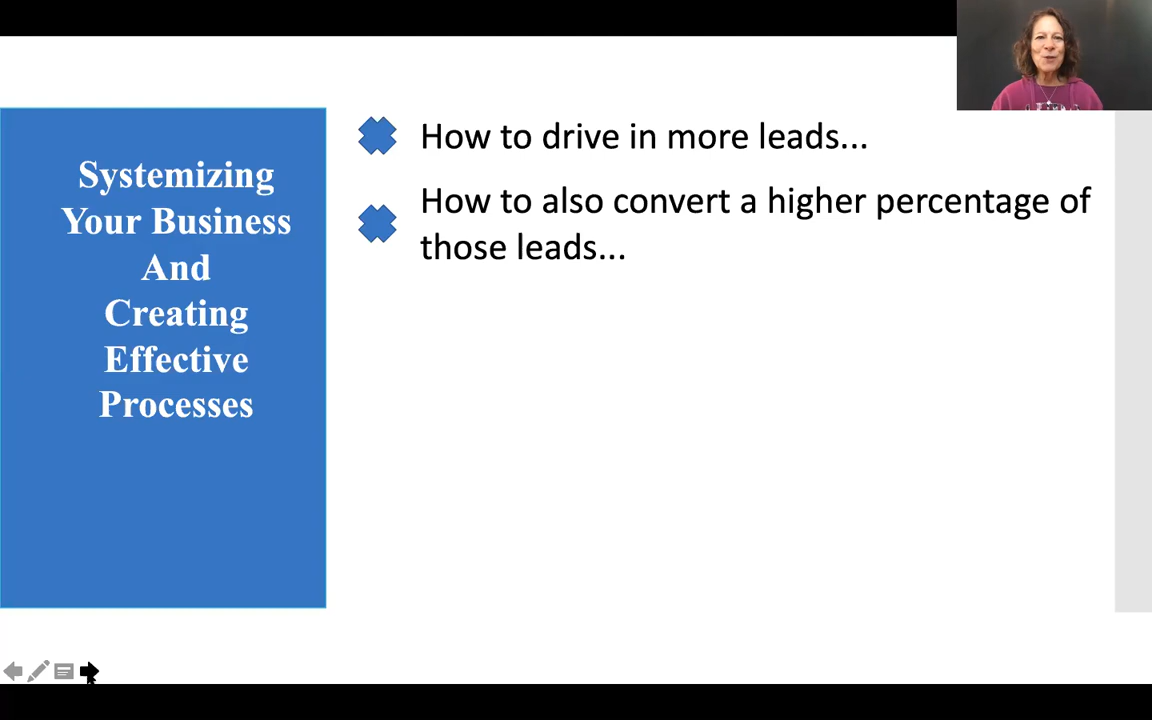 Systemizing
Your Business
And
Creating
Effective
Processes
How to drive in more leads...
How to also convert a higher percentage of
those leads...